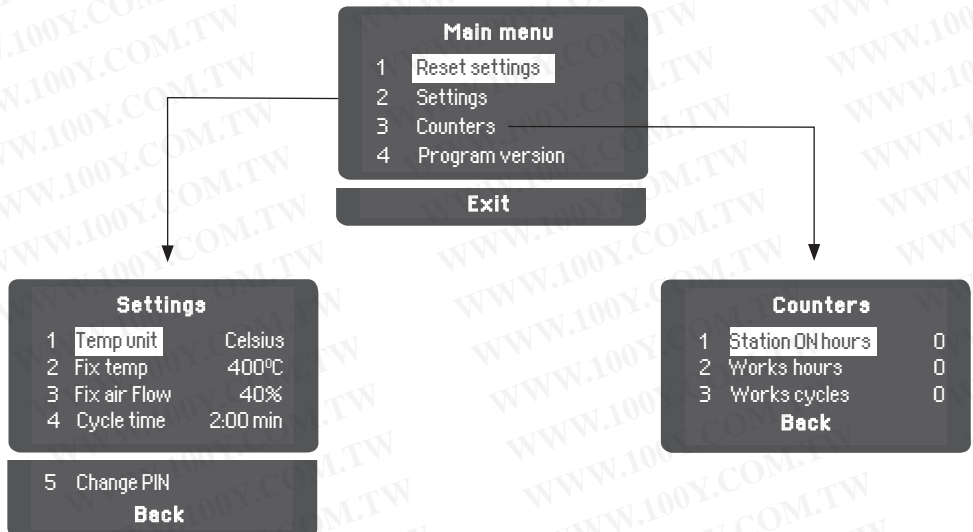 Main menu
1 Reset settings
2 Settings
3 Counters
4 Program version
Exit
Settings
1 Temp unit Celsius
2 Fix temp 400ºC
3 Fix air Flow 40%
4 Cycle time 2:00 min
5 Change PIN
Back
Counters
1 Station ON hours 0
2 Works hours 0
3 Works cycles 0
Back
WWW.100Y.COM.TW